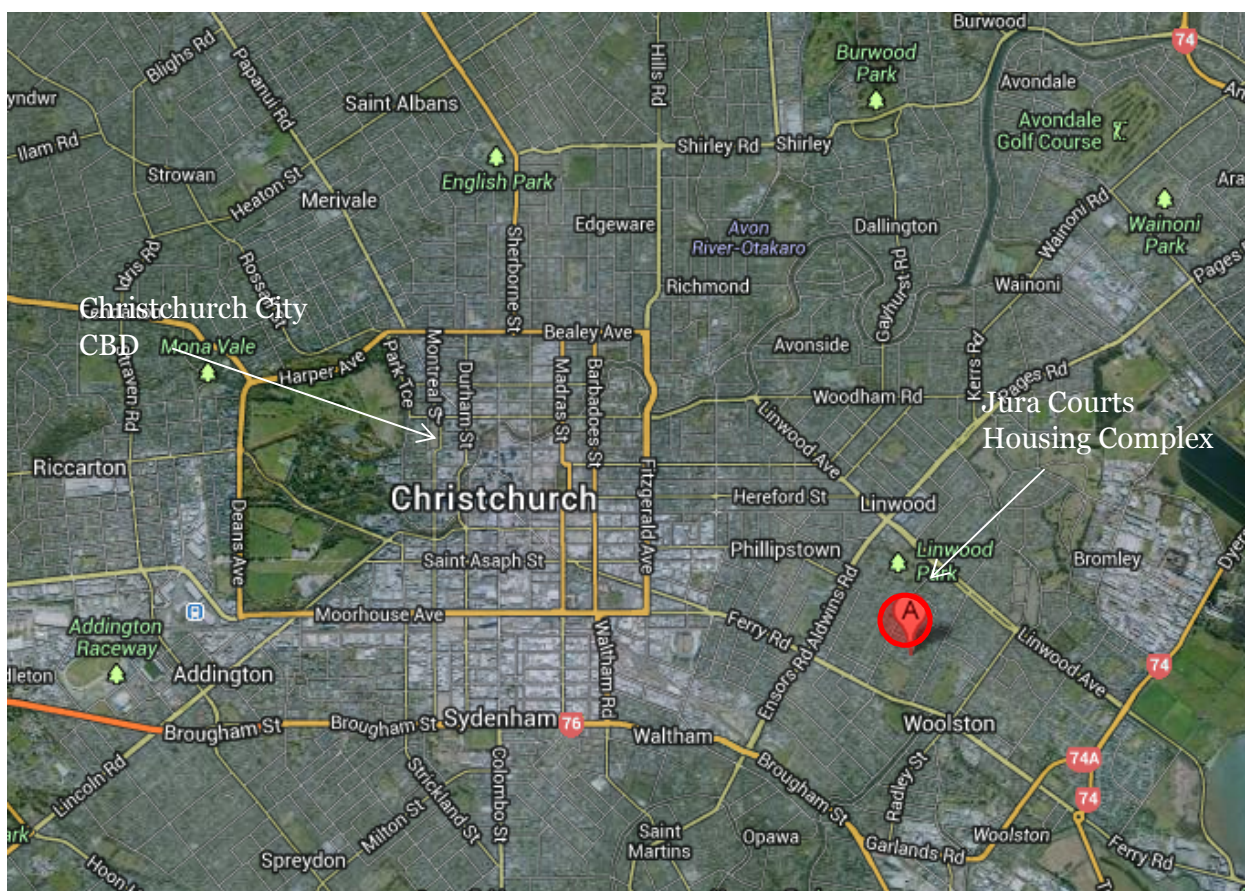 Burwood
74
Blighs Rd
Papanui Rd
Hills Rd
Burwood
Park
Avondale
Saint Albans
Avondale
Golf Course
Ilam Rd
Shirley Rd
Shirley
Strowan
English Park
Heaton St
Merivale
Edgeware
Avon
River-Otakaro
Dallington
Wainoni Rd
Wainoni
Park
Pages
Idris Rd
Sherborne St
Richmond
Gayhurst Rd
Wainoni
Christchurch City
CBD
Mona Vale
Bealey Ave
Harper Ave
Park Tce
Montreal St
Durham St
Madras St
Barbadoes St
Avonside
Kerrs Rd
Pages Rd
Woodham Rd
Linwood Ave
Jura Courts
Housing Complex
Riccarton
Christchurch
Fitzgerald Ave
Hereford St
Linwood
Deans Ave
Saint Asaph St
Phillipstown
Linwood
Park
Bromley
Aldwins Rd
A
Moorhouse Ave
Ferry Rd
Addington
Raceway
Addington
Waltham Rd
Ensors Rd
Linwood Ave
74
Brougham St
Brougham St
Sydenham
76
Waltham
Woolston
Brougham St
74A
74
Lincoln Rd
Strickland St
Colombo St
Radley St
Milton St
Saint
Martins
Opawa
Garlands Rd
Woolston
Ferry Rd
Spreydon